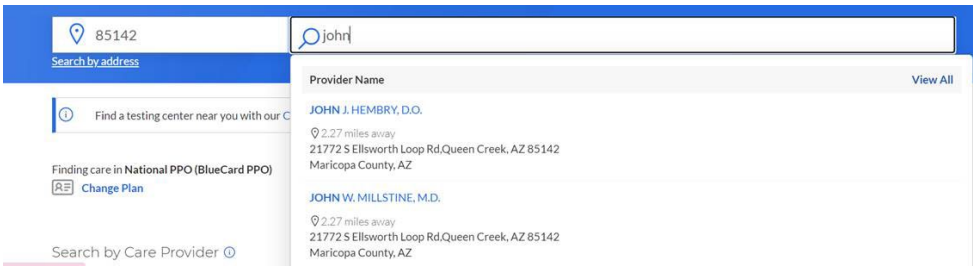 85142
john
Search by address
Provider Name
View All
JOHN J. HEMBRY, D.O.
2.27 miles away
21772 S Ellsworth Loop Rd,Queen Creek, AZ 85142
Maricopa County, AZ
Find a testing center near you with our C
Finding care in National PPO (BlueCard PPO)
Change Plan
JOHN W. MILLSTINE, M.D.
2.27 miles away
21772 S Ellsworth Loop Rd,Queen Creek, AZ 85142
Maricopa County, AZ
Search by Care Provider